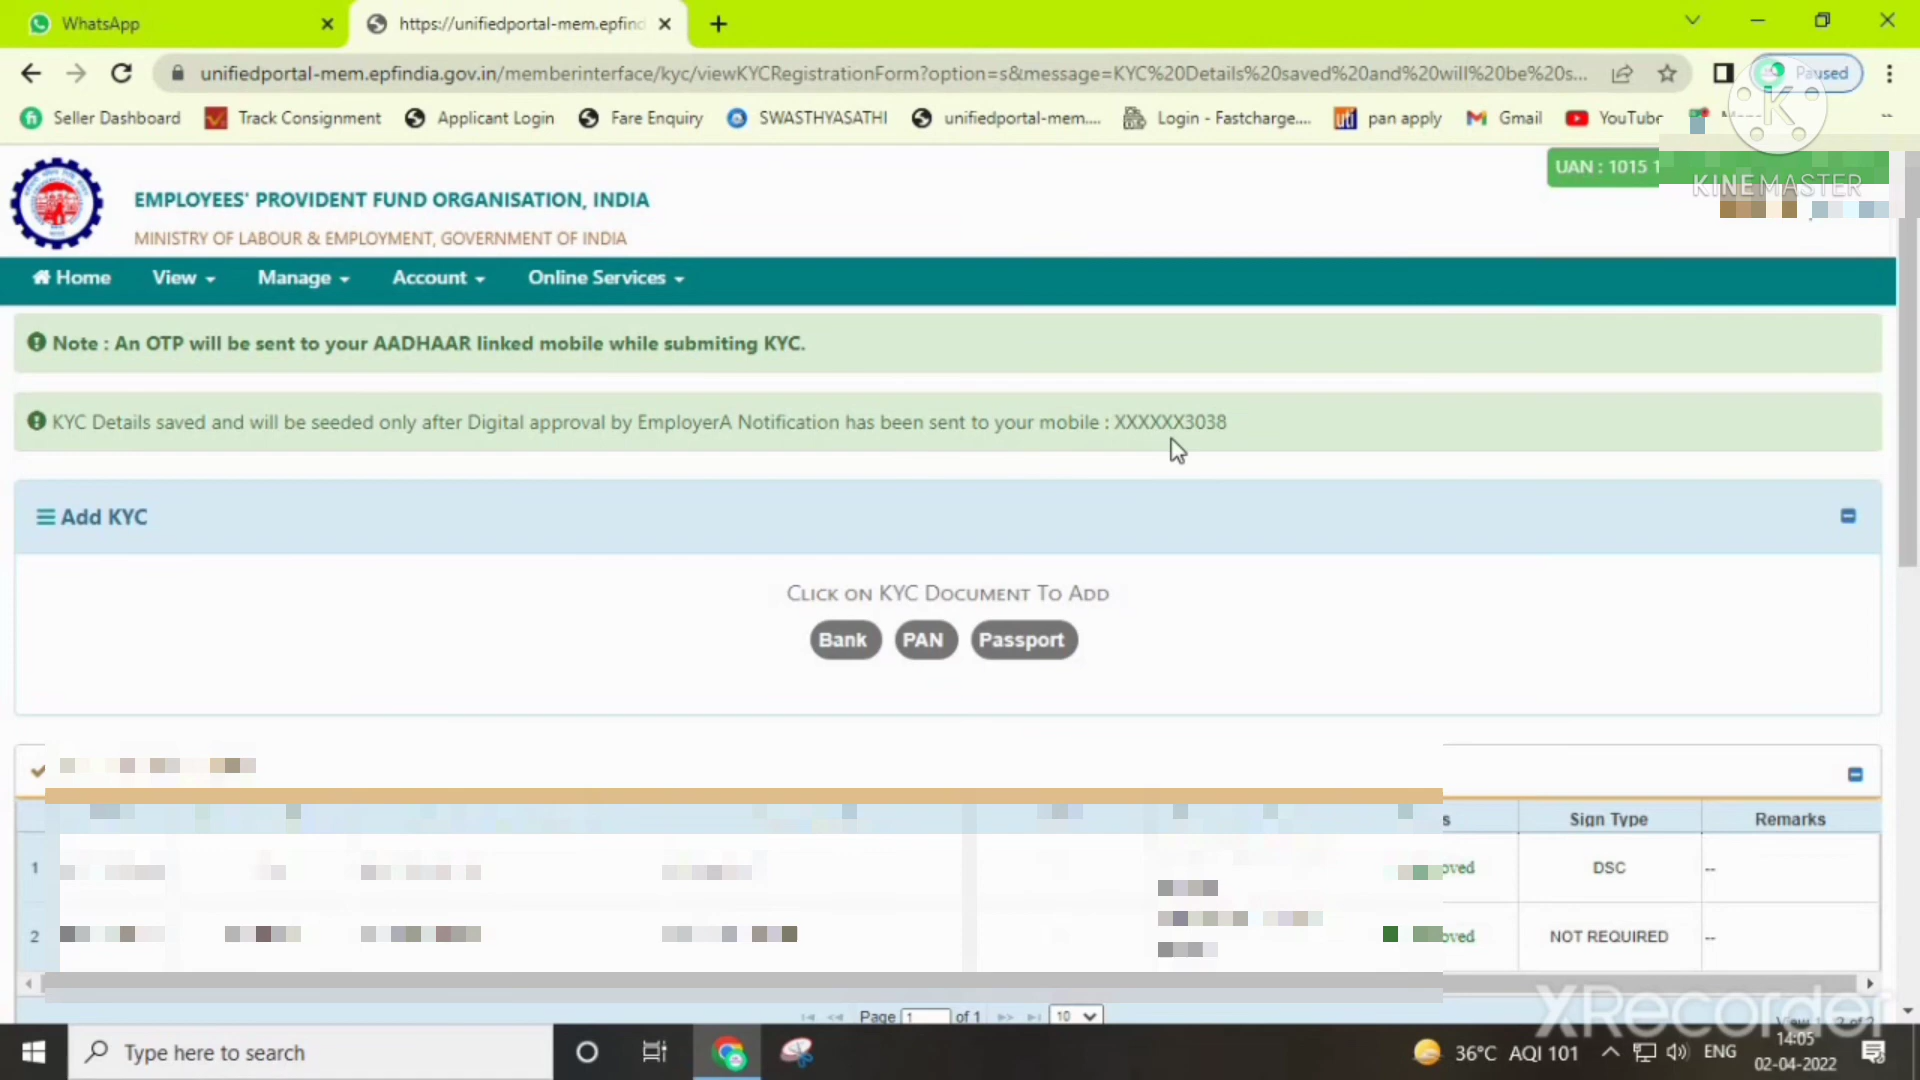 WhatsApp
https://unifiedportal-mem.epfind
unifiedportal-mem.epfindia.gov.in/memberinterface/kyc/viewKYCRegistrationForm?option=s&message=KYC%20Details%20saved%20and%20will%20be%20s...
Paused
Seller Dashboard Track Consignment Applicant Login Fare Enquiry SWASTHYASATHI unifiedportal-mem.... Login - Fastcharge.... pan apply Gmail YouTube
K
UAN : 1015 1
KINEMASTER
EMPLOYEES' PROVIDENT FUND ORGANISATION, INDIA
MINISTRY OF LABOUR & EMPLOYMENT, GOVERNMENT OF INDIA
Home View Manage Account Online Services
Note : An OTP will be sent to your AADHAAR linked mobile while submiting KYC.
KYC Details saved and will be seeded only after Digital approval by EmployerA Notification has been sent to your mobile : XXXXXX3038
Add KYC
CLICK ON KYC DOCUMENT TO ADD
Bank PAN Passport
s Sign Type Remarks
1 oved DSC --
2 oved NOT REQUIRED --
Page 1 of 1 10
XRecorder
Type here to search
36°C AQI 101 ENG
14:05
02-04-2022